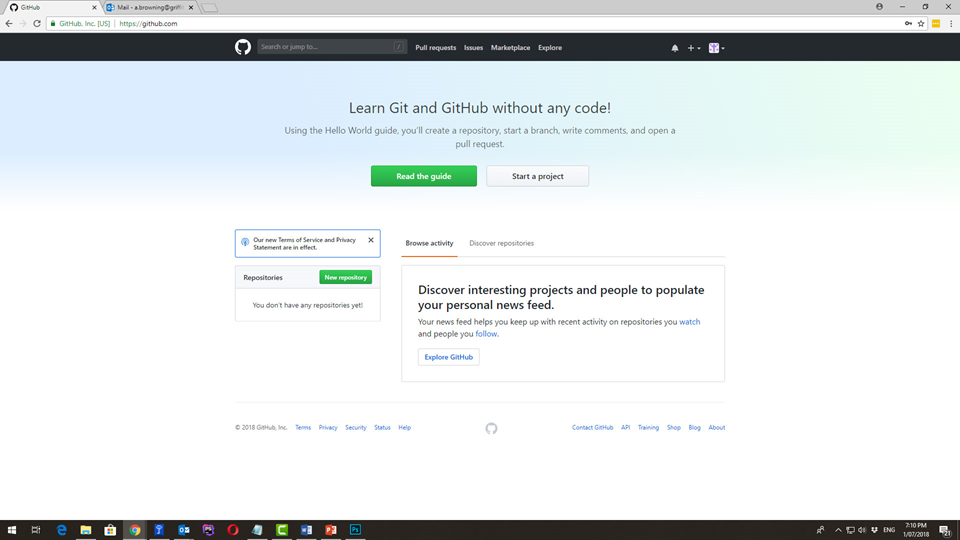 GitHub
Mail - a.browning@griffi
GitHub, Inc. [US]
https://github.com
Search or jump to...
/
Pull requests
Issues
Marketplace
Explore
Learn Git and GitHub without any code!
Using the Hello World guide, you'll create a repository, start a branch, write comments, and open a
pull request.
Read the guide
Start a project
Our new Terms of Service and Privacy
Statement are in effect.
Repositories
New repository
You don't have any repositories yet!
Browse activity
Discover repositories
Discover interesting projects and people to populate
your personal news feed.
Your news feed helps you keep up with recent activity on repositories you watch
and people you follow.
Explore GitHub
© 2018 GitHub, Inc.
Terms
Privacy
Security
Status
Help
Contact GitHub
API
Training
Shop
Blog
About
ENG
7:10 PM
1/07/2018
21